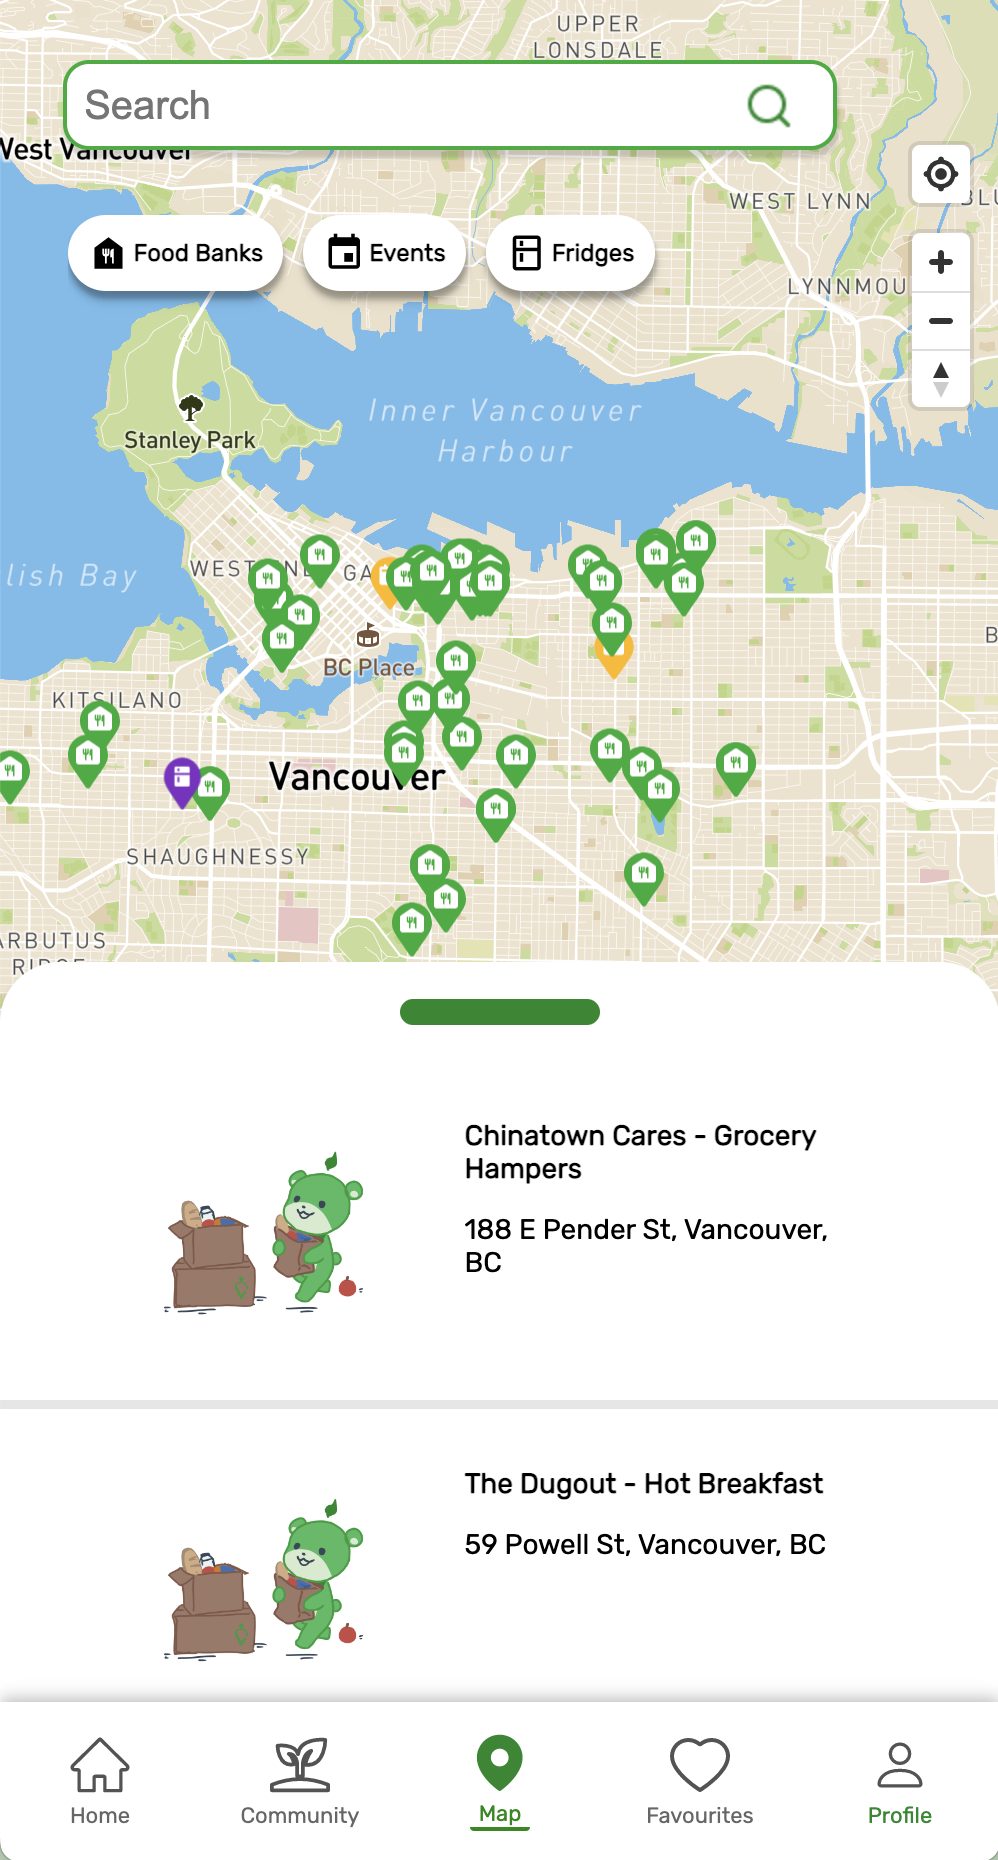 UPPER
LONSDALE
Search
West Vancouver
WEST LYNN
Food Banks
Events
Fridges
LYNNMOU
Inner Vancouver
Harbour
Stanley Park
lish Bay
WEST
GA
BC Place
KITSILANO
Vancouver
SHAUGHNESSY
ARBUTUS
RIDGE
Chinatown Cares - Grocery
Hampers
188 E Pender St, Vancouver,
BC
The Dugout - Hot Breakfast
59 Powell St, Vancouver, BC
Home
Community
Map
Favourites
Profile